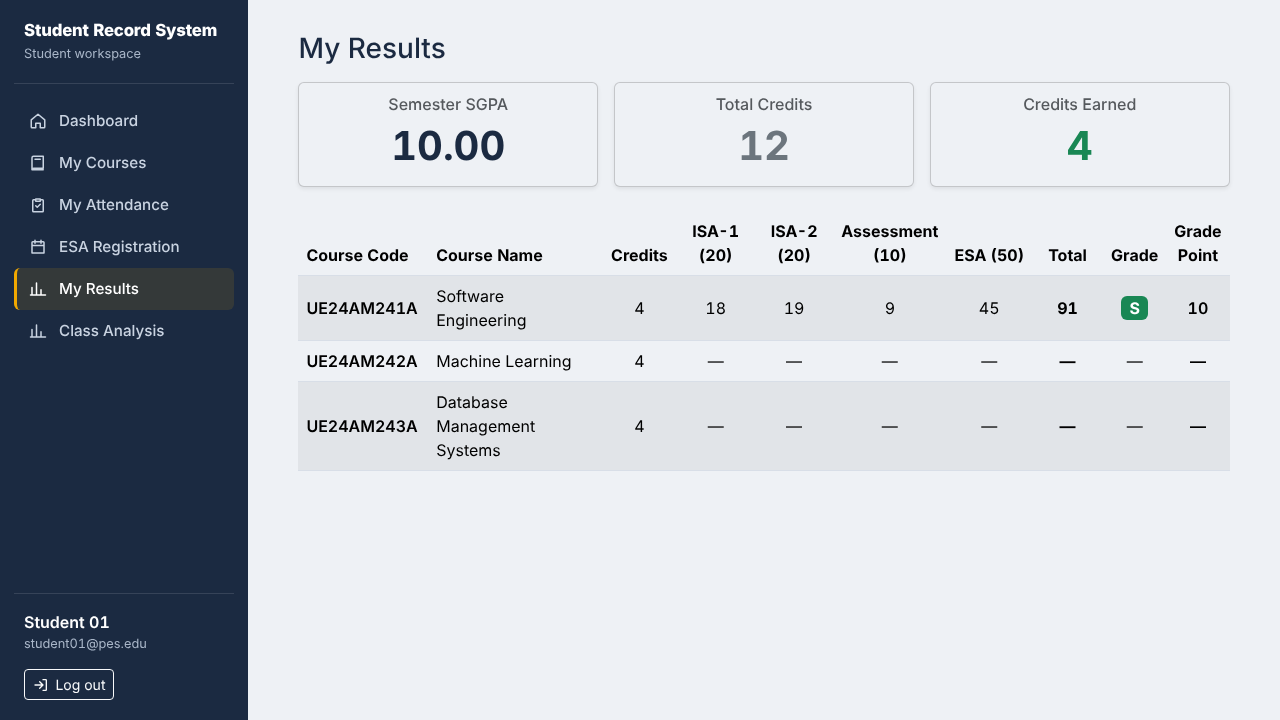 Student Record System
Student workspace
Dashboard
My Courses
My Attendance
ESA Registration
My Results
Class Analysis
Student 01
student01@pes.edu
Log out
My Results
Semester SGPA
10.00
Total Credits
12
Credits Earned
4
Course Code Course Name Credits ISA-1 (20) ISA-2 (20) Assessment (10) ESA (50) Total Grade Grade Point
UE24AM241A Software Engineering 4 18 19 9 45 91 S 10
UE24AM242A Machine Learning 4 — — — — — — —
UE24AM243A Database Management Systems 4 — — — — — — —